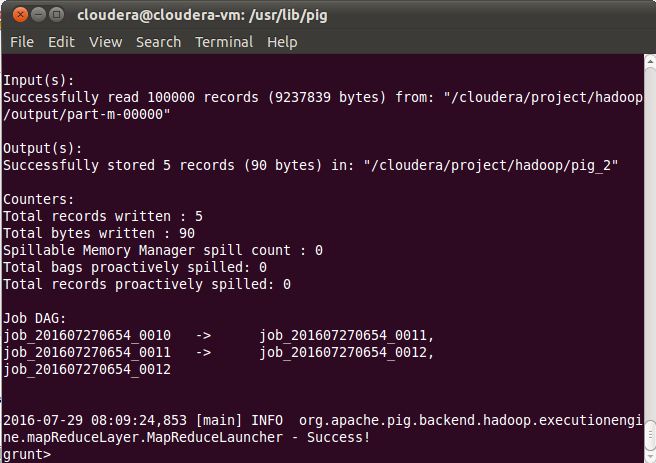 cloudera@cloudera-vm: /usr/lib/pig
File Edit View Search Terminal Help
Input(s):
Successfully read 100000 records (9237839 bytes) from: "/cloudera/project/hadoop
/output/part-m-00000"
Output(s):
Successfully stored 5 records (90 bytes) in: "/cloudera/project/hadoop/pig_2"
Counters:
Total records written : 5
Total bytes written : 90
Spillable Memory Manager spill count : 0
Total bags proactively spilled: 0
Total records proactively spilled: 0
Job DAG:
job_201607270654_0010   ->      job_201607270654_0011,
job_201607270654_0011   ->      job_201607270654_0012,
job_201607270654_0012
2016-07-29 08:09:24,853 [main] INFO  org.apache.pig.backend.hadoop.executionengi
ne.mapReduceLayer.MapReduceLauncher - Success!
grunt>